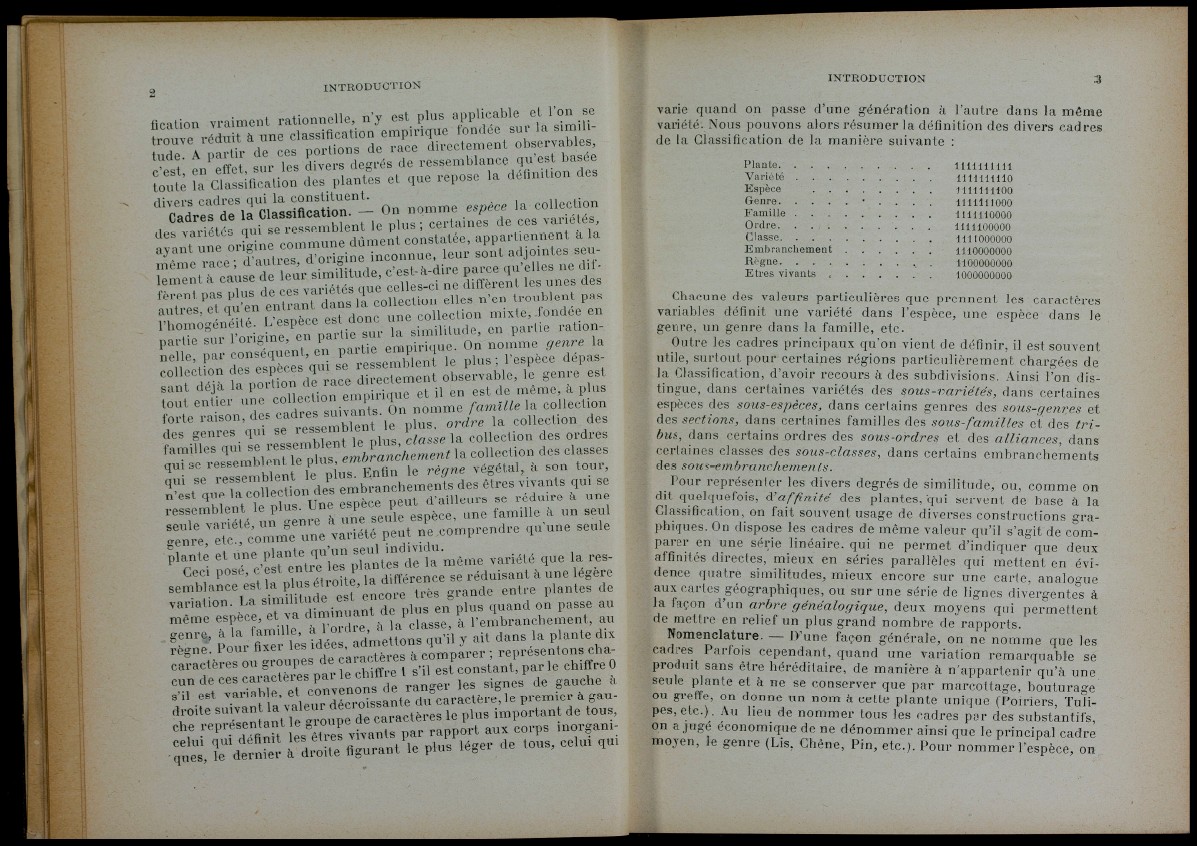 2
INTRODUCTION
fication vraiment rationnelle, n'y est plus applicable et l'on se
trouve réduit à une classification empirique fondée sur la simili-
tude. A partir de ces portions de race directement observables,
c'est, en effet, sur les divers degrés de ressemblance qu'est basée
toute la Classification des plantes et que repose la définition des
divers cadres qui la constituent.
Cadres de la Classification. — On nomme espèce la collection
des variétés qui se ressemblent le plus ; certaines de ces variétés,
ayant une origine commune dûment constatée, appartiennent à la
même race ; d'autres, d'origine inconnue, leur sont adjointes seu-
lement à cause de leur similitude, c'est-à-dire parce qu'elles ne dif-
fèrent pas plus de ces variétés que celles-ci ne diffèrent les unes des
autres, et qu'en entrant dans la collection elles n'en troublent pas
l'homogénéité. L'espèce est donc une collection mixte, fondée en
partie sur l'origine, en partie sur la similitude, en partie ration-
nelle, par conséquent, en partie empirique. On nomme genre la
collection des espèces qui se ressemblent le plus ; l'espèce dépas-
sant déjà la portion de race directement observable, le genre est
tout entier une collection empirique et il en est de même, à plus
forte raison, des cadres suivants. On nomme famille la collection
des genres qui se ressemblent le plus, ordre la collection des
familles qui se ressemblent le plus, classe la collection des ordres
qui se ressemblent le plus, embranchement la collection des classes
qui se ressemblent le plus. Enfin le règne végétal, à son tour,
n'est que la collection des embranchements des êtres vivants qui se
ressemblent le plus. Une espèce peut d'ailleurs se réduire à une
seule variété, un genre à une seule espèce, une famille à un seul
genre, etc., comme une variété peut ne comprendre qu'une seule
plante et une plante qu'un seul individu.
Ceci posé, c'est entre les plantes de la même variété que la res-
semblance est la plus étroite, la différence se réduisant à une légère
variation. La similitude est encore très grande entre plantes de
même espèce, et va diminuant de plus en plus quand on passe au
genre, à la famille, à l'ordre, à la classe, à l'embranchement, au
règne. Pour fixer les idées, admettons qu'il y ait dans la plante dix
caractères ou groupes de caractères à comparer ; représentons cha-
cun de ces caractères par le chiffre 1 s'il est constant, par le chiffre 0
s'il est variable, et convenons de ranger les signes de gauche à
droite suivant la valeur décroissante du caractère, le premier à gau-
che représentant le groupe de caractères le plus important de tous,
celui qui définit les êtres vivants par rapport aux corps inorgani-
ques, le dernier à droite figurant le plus léger de tous, celui qui
INTRODUCTION
3
varie quand on passe d'une génération à l'autre dans la même
variété. Nous pouvons alors résumer la définition des divers cadres
de la Classification de la manière suivante :
Plante. . . . . . . . . . 1111111111
Variété . . . . . . . . . 1111111110
Espèce . . . . . . . . 1111111100
Genre. . . . . . . . . . 1111111000
Famille . . . . . . . . . 1111110000
Ordre. . . . . . . . . . 1111100000
Classe. . . . . . . . . . 1111000000
Embranchement . . . . . . . 1110000000
Règne. . . . . . . . . . 1100000000
Etres vivants . . . . . . . 1000000000
Chacune des valeurs particulières que prennent les caractères
variables définit une variété dans l'espèce, une espèce dans le
genre, un genre dans la famille, etc.
Outre les cadres principaux qu'on vient de définir, il est souvent
utile, surtout pour certaines régions particulièrement chargées de
la Classification, d'avoir recours à des subdivisions. Ainsi l'on dis-
tingue, dans certaines variétés des sous-variétés, dans certaines
espèces des sous-espèces, dans certains genres des sous-genres et
des sections, dans certaines familles des sous-familles et des tri-
bus, dans certains ordres des sous-ordres et des alliances, dans
certaines classes des sous-classes, dans certains embranchements
des sous-embranchements.
Pour représenter les divers degrés de similitude, ou, comme on
dit quelquefois, d'affinité des plantes, qui servent de base à la
Classification, on fait souvent usage de diverses constructions gra-
phiques. On dispose les cadres de même valeur qu'il s'agit de com-
parer en une série linéaire. qui ne permet d'indiquer que deux
affinités directes, mieux en séries parallèles qui mettent en évi-
dence quatre similitudes, mieux encore sur une carte, analogue
aux cartes géographiques, ou sur une série de lignes divergentes à
la façon d'un arbre généalogique, deux moyens qui permettent
de mettre en relief un plus grand nombre de rapports.
Nomenclature. — D'une façon générale, on ne nomme que les
cadres Parfois cependant, quand une variation remarquable se
produit sans être héréditaire, de manière à n'appartenir qu'à une
seule plante et à ne se conserver que par marcottage, bouturage
ou greffe, on donne un nom à cette plante unique (Poiriers, Tuli-
pes, etc.). Au lieu de nommer tous les cadres par des substantifs,
on a jugé économique de ne dénommer ainsi que le principal cadre
moyen, le genre (Lis, Chêne, Pin, etc.). Pour nommer l'espèce, on